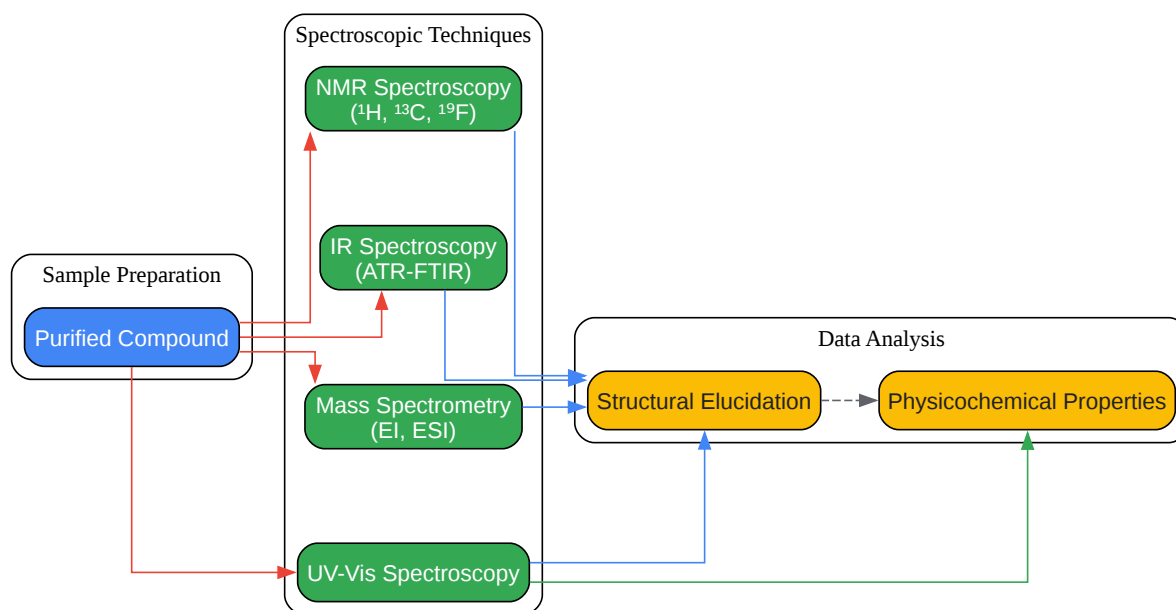 Spectroscopic Techniques
NMR Spectroscopy
(¹H, ¹³C, ¹⁹F)
IR Spectroscopy
(ATR-FTIR)
Sample Preparation
Purified Compound
Mass Spectrometry
(EI, ESI)
UV-Vis Spectroscopy
Data Analysis
Structural Elucidation
Physicochemical Properties